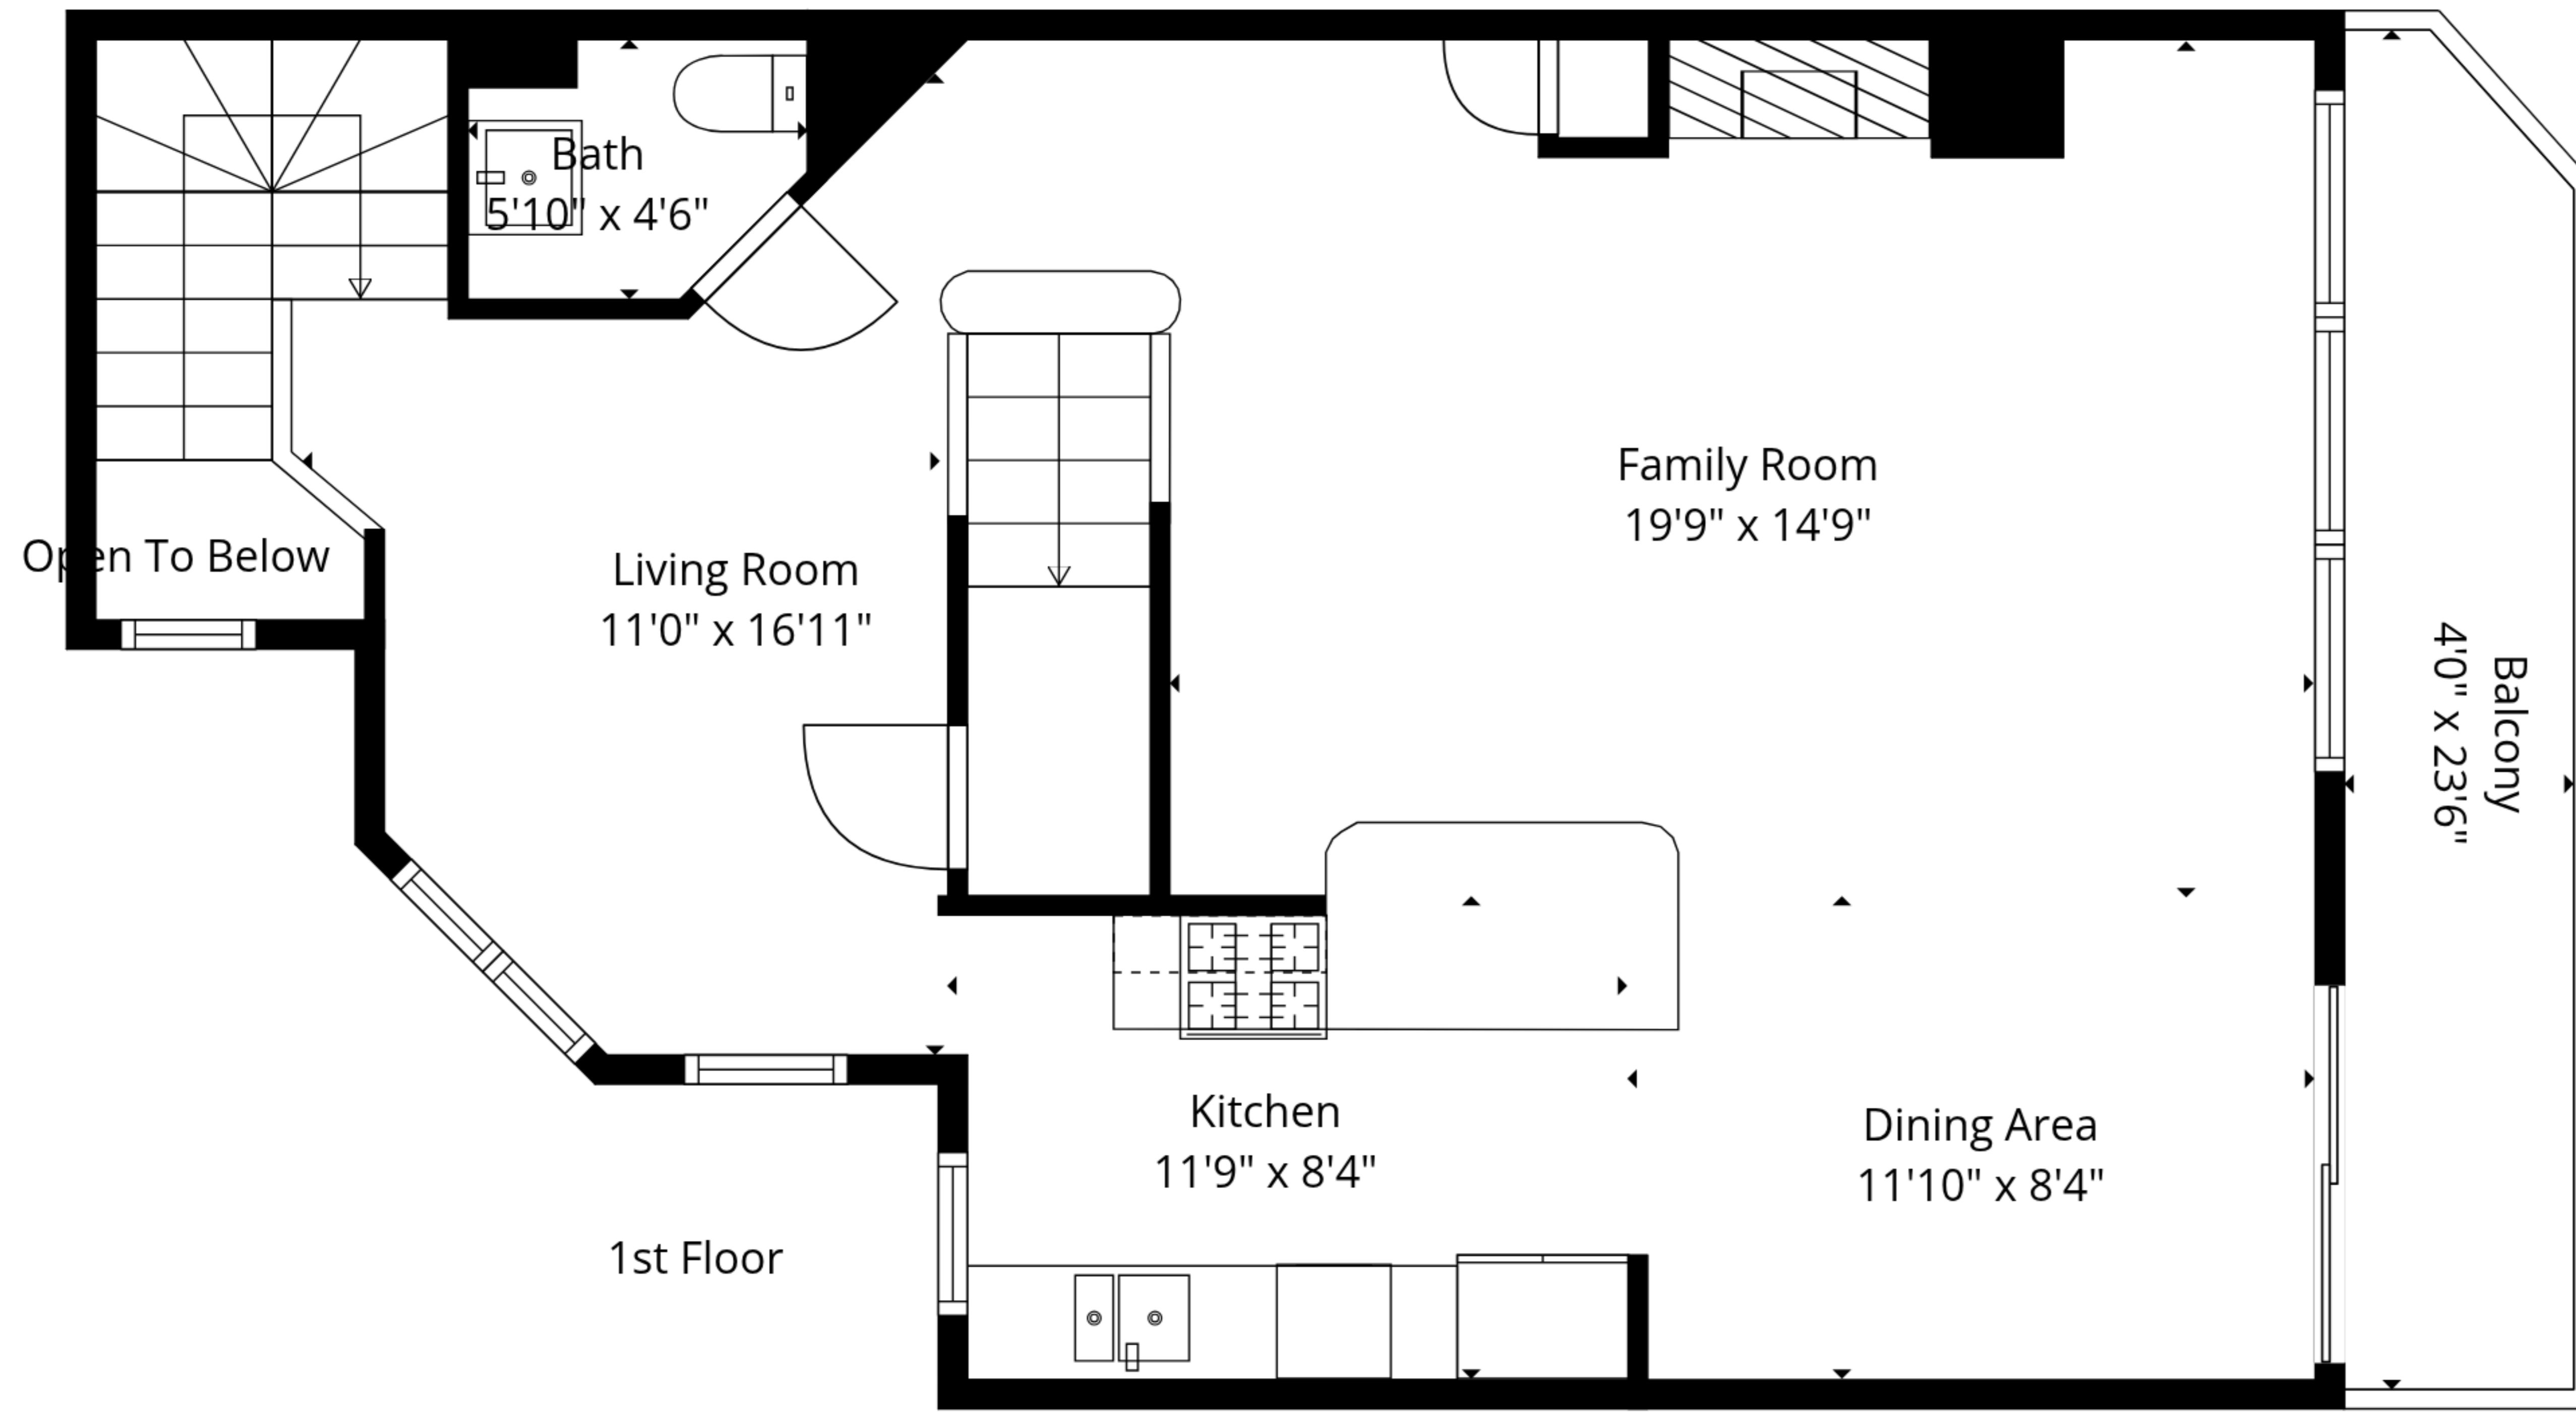 Bath
5'10" x 4'6"
Family Room
19'9" x 14'9"
Open To Below
Living Room
11'0" x 16'11"
Balcony
4'0" x 23'6"
Kitchen
11'9" x 8'4"
Dining Area
11'10" x 8'4"
1st Floor